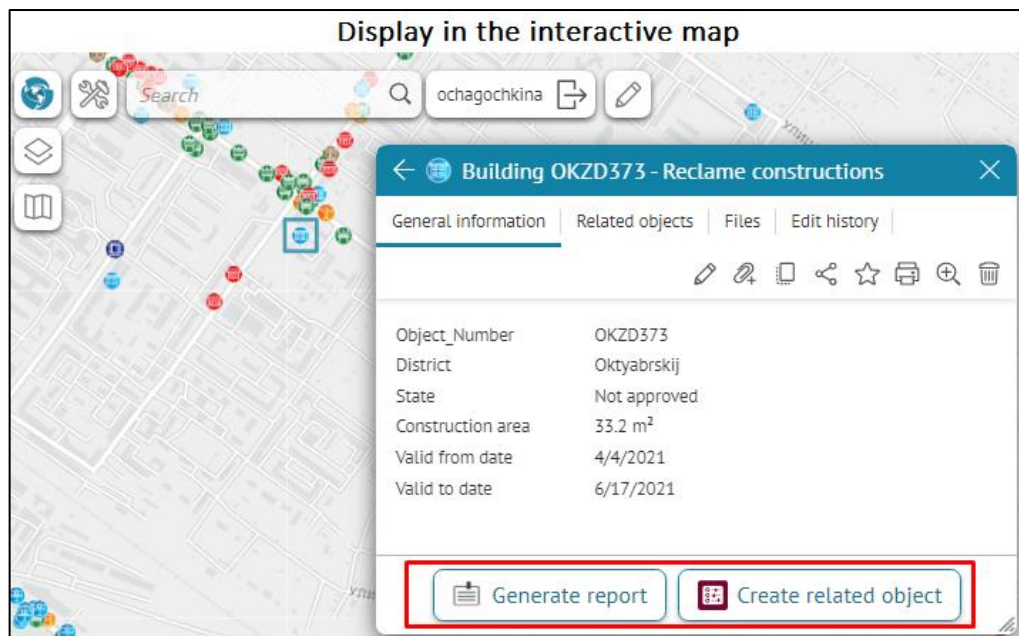 Display in the interactive map
Search
ochagochkina
Building OKZD373 - Reclame constructions
General information
Related objects
Files
Edit history
Object_Number OKZD373
District Oktyabrskij
State Not approved
Construction area 33.2 m²
Valid from date 4/4/2021
Valid to date 6/17/2021
Generate report
Create related object